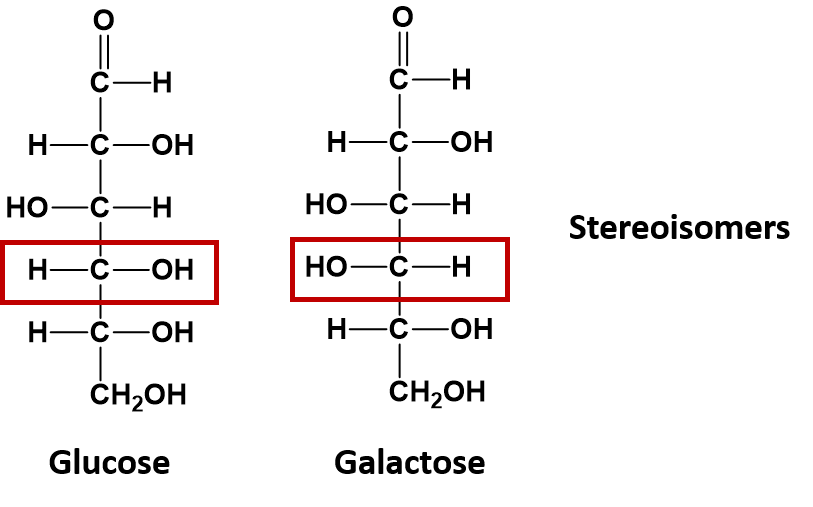 O O
C H C H
H C OH H C OH
HO C H HO C H
Stereoisomers
H C OH HO C H
H C OH H C OH
CH₂OH CH₂OH
Glucose Galactose